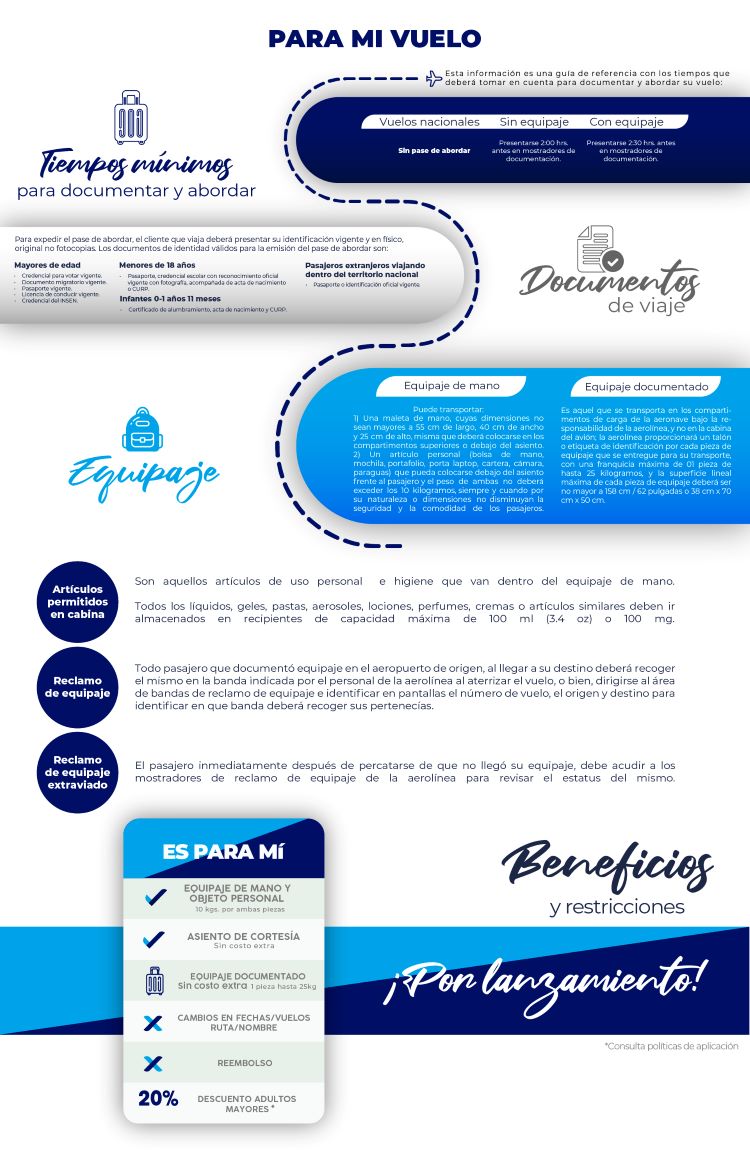 PARA MI VUELO
Esta información es una guía de referencia con los tiempos que
deberá tomar en cuenta para documentar y abordar su vuelo:
Tiempos mínimos
para documentar y abordar
Vuelos nacionales Sin equipaje Con equipaje
Sin pase de abordar
Presentarse 2:00 hrs.
antes en mostradores de
documentación.
Presentarse 2:30 hrs. antes
en mostradores de
documentación.
Para expedir el pase de abordar, el cliente que viaja deberá presentar su identificación vigente y en físico,
original no fotocopias. Los documentos de identidad válidos para la emisión del pase de abordar son:
Mayores de edad
- Credencial para votar vigente.
- Documento migratorio vigente.
- Pasaporte vigente.
- Licencia de conducir vigente.
- Credencial del INSEN.
Menores de 18 años
- Pasaporte, credencial escolar con reconocimiento oficial
vigente con fotografía, acompañada de acta de nacimiento
o CURP.
Infantes 0-1 años 11 meses
- Certificado de alumbramiento, acta de nacimiento y CURP.
Pasajeros extranjeros viajando
dentro del territorio nacional
- Pasaporte o identificación oficial vigente.
Documentos
de viaje
Equipaje
Equipaje de mano
Puede transportar:
1) Una maleta de mano, cuyas dimensiones no
sean mayores a 55 cm de largo, 40 cm de ancho
y 25 cm de alto, misma que deberá colocarse en los
compartimentos superiores o debajo del asiento.
2) Un artículo personal (bolsa de mano,
mochila, portafolio, porta laptop, cartera, cámara,
paraguas) que pueda colocarse debajo del asiento
frente al pasajero y el peso de ambas no deberá
exceder los 10 kilogramos, siempre y cuando por
su naturaleza o dimensiones no disminuyan la
seguridad y la comodidad de los pasajeros.
Equipaje documentado
Es aquel que se transporta en los comparti-
mentos de carga de la aeronave bajo la re-
sponsabilidad de la aerolínea, y no en la cabina
del avión; la aerolínea proporcionará un talón
o etiqueta de identificación por cada pieza de
equipaje que se entregue para su transporte,
con una franquicia máxima de 01 pieza de
hasta 25 kilogramos, y la superficie lineal
máxima de cada pieza de equipaje deberá ser
no mayor a 158 cm / 62 pulgadas o 38 cm x 70
cm x 50 cm.
Artículos
permitidos
en cabina
Son aquellos artículos de uso personal e higiene que van dentro del equipaje de mano.
Todos los líquidos, geles, pastas, aerosoles, lociones, perfumes, cremas o artículos similares deben ir
almacenados en recipientes de capacidad máxima de 100 ml (3.4 oz) o 100 mg.
Reclamo
de equipaje
Todo pasajero que documentó equipaje en el aeropuerto de origen, al llegar a su destino deberá recoger
el mismo en la banda indicada por el personal de la aerolínea al aterrizar el vuelo, o bien, dirigirse al área
de bandas de reclamo de equipaje e identificar en pantallas el número de vuelo, el origen y destino para
identificar en que banda deberá recoger sus pertenecías.
Reclamo
de equipaje
extraviado
El pasajero inmediatamente después de percatarse de que no llegó su equipaje, debe acudir a los
mostradores de reclamo de equipaje de la aerolínea para revisar el estatus del mismo.
ES PARA Mí
EQUIPAJE DE MANO Y
OBJETO PERSONAL
10 kgs. por ambas piezas
ASIENTO DE CORTESÍA
Sin costo extra
EQUIPAJE DOCUMENTADO
Sin costo extra 1 pieza hasta 25kg
CAMBIOS EN FECHAS/VUELOS
RUTA/NOMBRE
REEMBOLSO
20% DESCUENTO ADULTOS
MAYORES *
Beneficios
y restricciones
¡Por lanzamiento!
*Consulta políticas de aplicación